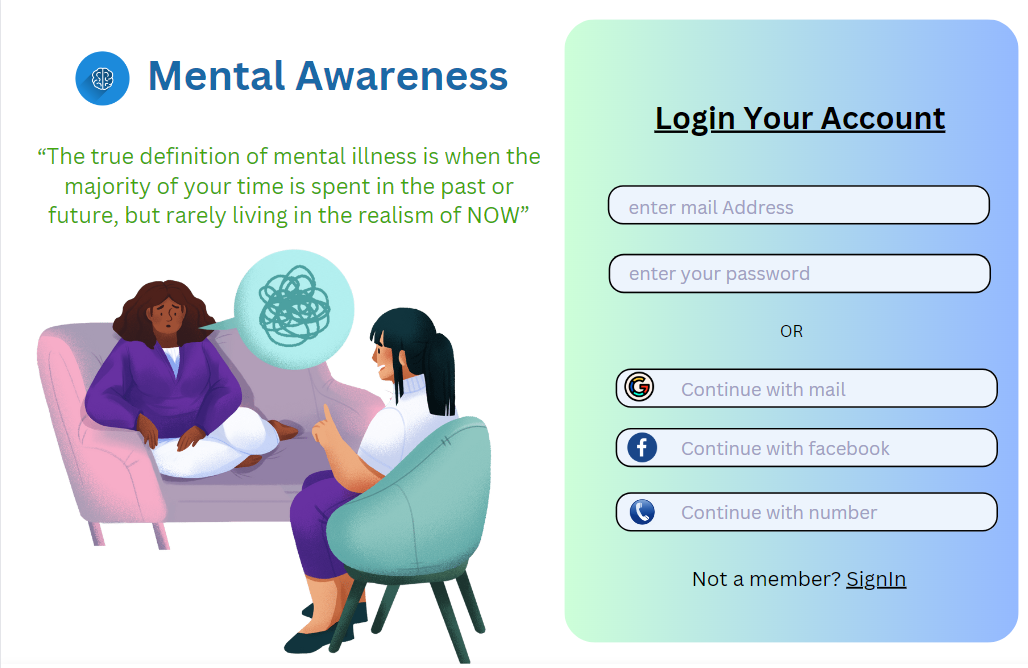 Mental Awareness
“The true definition of mental illness is when the
majority of your time is spent in the past or
future, but rarely living in the realism of NOW”
Login Your Account
enter mail Address
enter your password
OR
Continue with mail
Continue with facebook
Continue with number
Not a member? SignIn